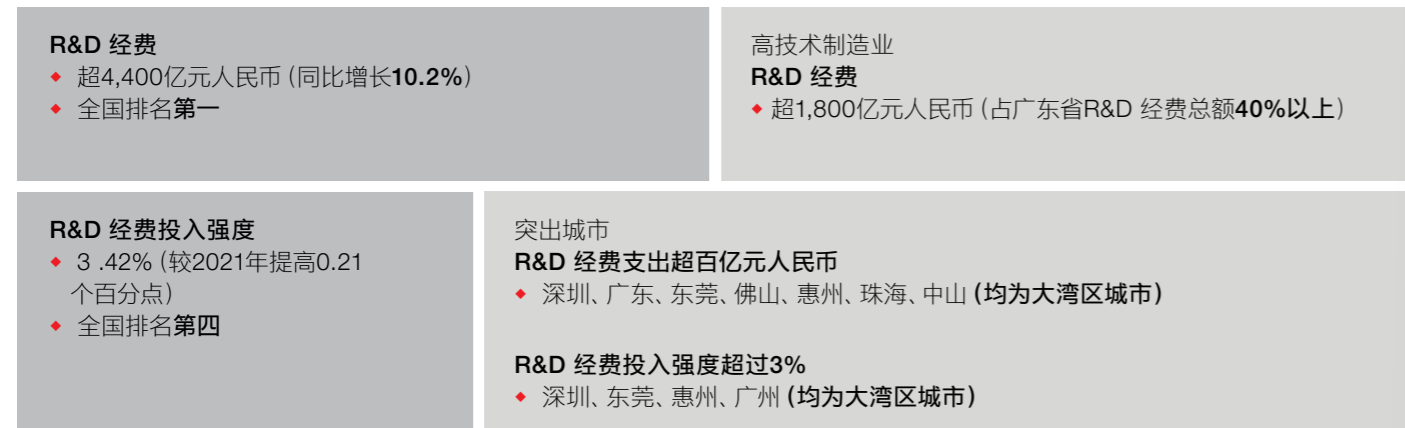 R&D 经费
◆ 超4,400亿元人民币（同比增长10.2%）
◆ 全国排名第一
高技术制造业
R&D 经费
◆ 超1,800亿元人民币（占广东省R&D 经费总额40%以上）
R&D 经费投入强度
◆ 3 .42%（较2021年提高0.21
个百分点）
◆ 全国排名第四
突出城市
R&D 经费支出超百亿元人民币
◆ 深圳、广东、东莞、佛山、惠州、珠海、中山（均为大湾区城市）
R&D 经费投入强度超过3%
◆ 深圳、东莞、惠州、广州（均为大湾区城市）